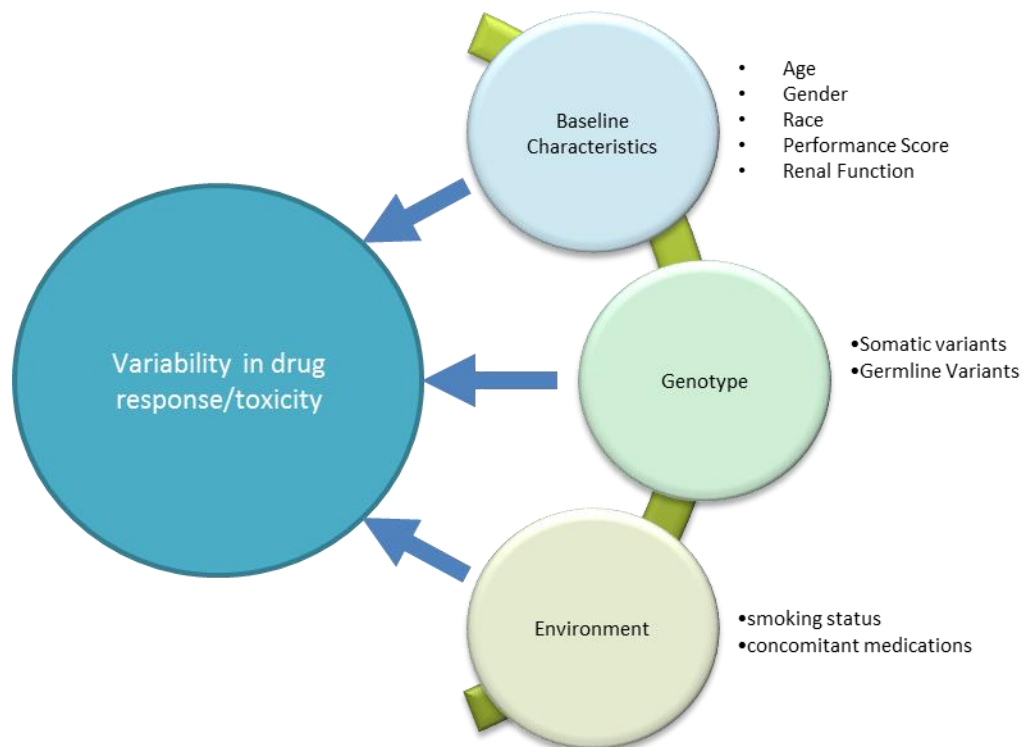 Baseline
Characteristics
• Age
• Gender
• Race
• Performance Score
• Renal Function
Variability in drug
response/toxicity
Genotype
•Somatic variants
•Germline Variants
Environment
•smoking status
•concomitant medications